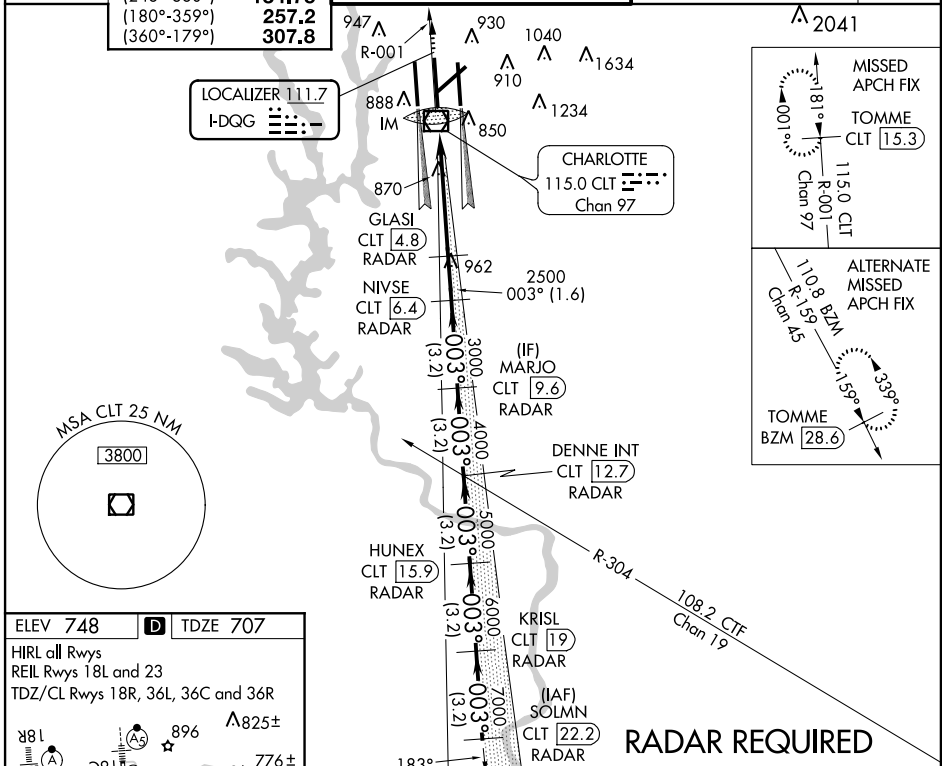 (180°-359°) 257.2
(360°-179°) 307.8
947
R-001
930
1040
910
1634
2041
LOCALIZER 111.7
I-DQG
888
IM
850
1234
CHARLOTTE
115.0 CLT
Chan 97
870
GLASI
CLT 4.8
RADAR
962
2500
003° (1.6)
NIVSE
CLT 6.4
RADAR
003°
3000
(3.2)
(IF)
MARJO
CLT 9.6
RADAR
003°
4000
(3.2)
DENNE INT
CLT 12.7
RADAR
003°
5000
(3.2)
HUNEX
CLT 15.9
RADAR
003°
6000
(3.2)
KRISL
CLT 19
RADAR
003°
7000
(3.2)
(IAF)
SOLMN
CLT 22.2
RADAR
183°
R-304
108.2 CTF
Chan 19
RADAR REQUIRED
MISSED
APCH FIX
TOMME
CLT 15.3
181°
001°
115.0 CLT
R-001
Chan 97
ALTERNATE
MISSED
APCH FIX
110.8 BZM
R-159
Chan 45
159°
339°
TOMME
BZM 28.6
MSA CLT 25 NM
3800
ELEV 748 D TDZE 707
HIRL all Rwys
REIL Rwys 18L and 23
TDZ/CL Rwys 18R, 36L, 36C and 36R
18R
A
A5
896
825±
776±